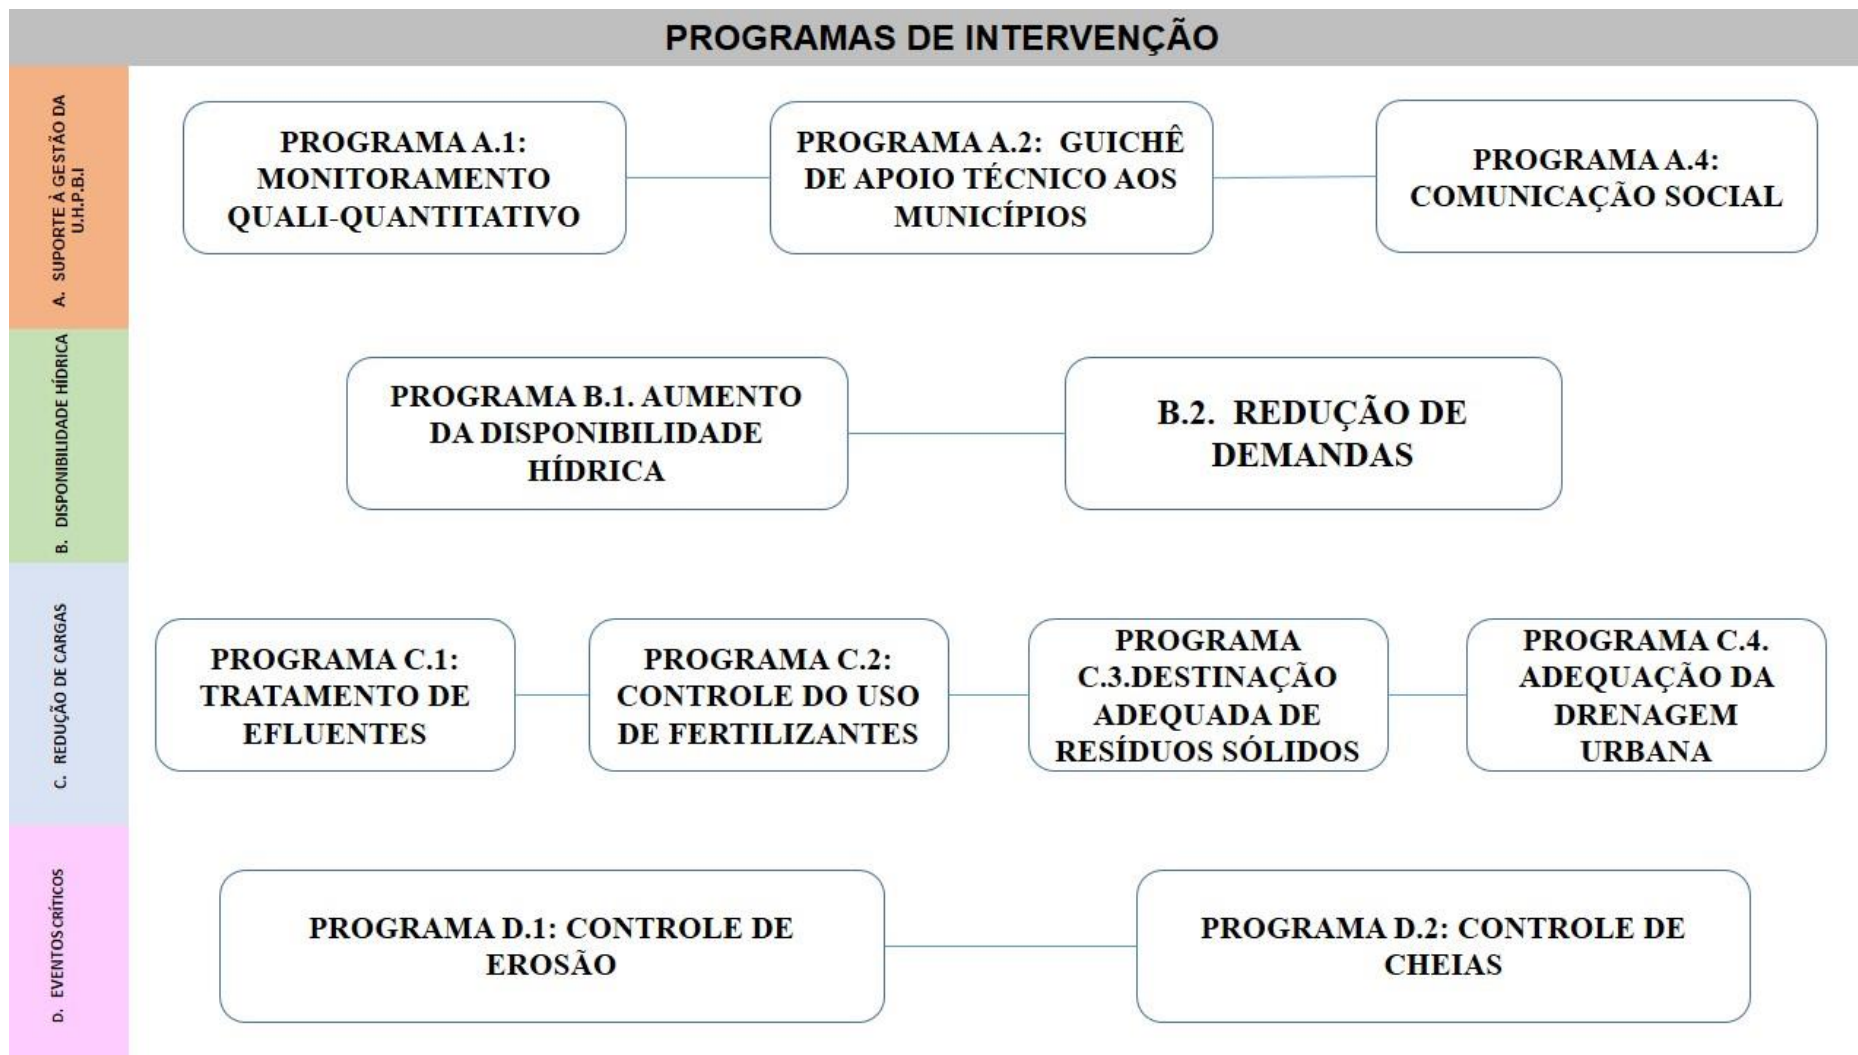 PROGRAMAS DE INTERVENÇÃO
A. SUPORTE À GESTÃO DA
U.H.P.B.I
PROGRAMA A.1:
MONITORAMENTO
QUALI-QUANTITATIVO
PROGRAMA A.2: GUICHÊ
DE APOIO TÉCNICO AOS
MUNICÍPIOS
PROGRAMA A.4:
COMUNICAÇÃO SOCIAL
B. DISPONIBILIDADE HÍDRICA
PROGRAMA B.1. AUMENTO
DA DISPONIBILIDADE
HÍDRICA
B.2. REDUÇÃO DE
DEMANDAS
C. REDUÇÃO DE CARGAS
PROGRAMA C.1:
TRATAMENTO DE
EFLUENTES
PROGRAMA C.2:
CONTROLE DO USO
DE FERTILIZANTES
PROGRAMA
C.3.DESTINAÇÃO
ADEQUADA DE
RESÍDUOS SÓLIDOS
PROGRAMA C.4.
ADEQUAÇÃO DA
DRENAGEM
URBANA
D. EVENTOS CRÍTICOS
PROGRAMA D.1: CONTROLE DE
EROSÃO
PROGRAMA D.2: CONTROLE DE
CHEIAS